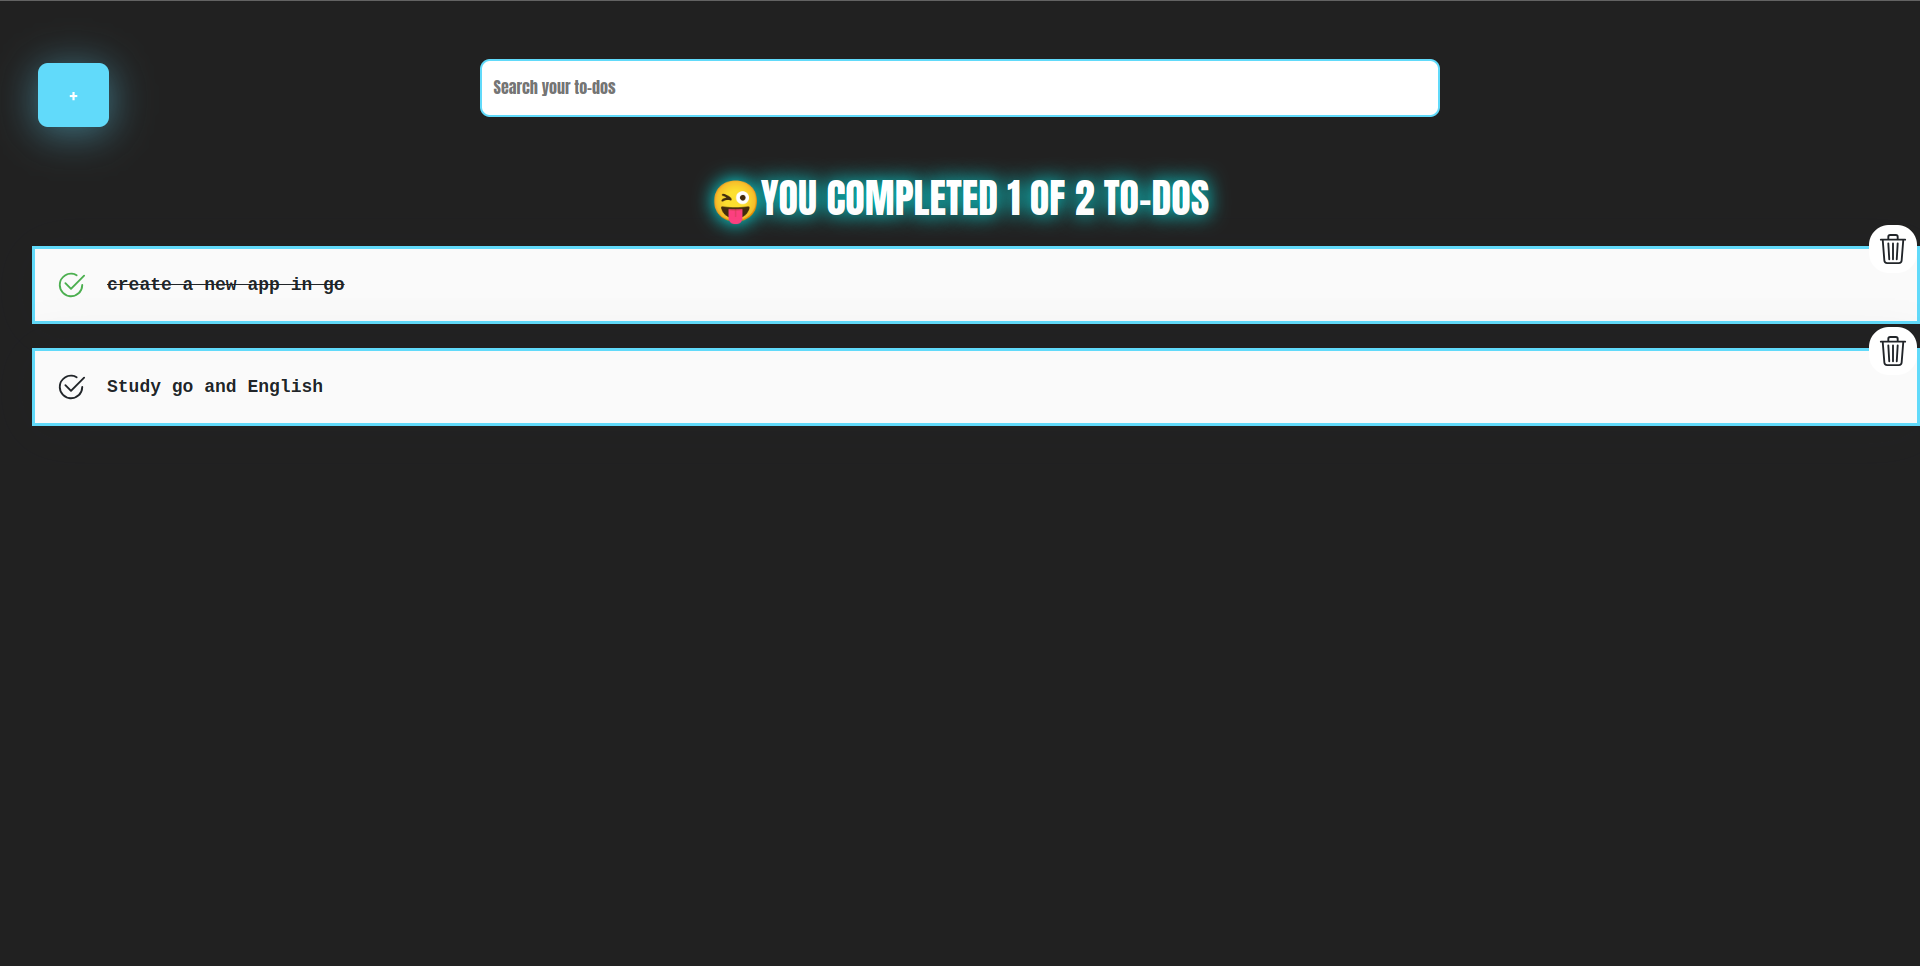 +
Search your to-dos
😜YOU COMPLETED 1 OF 2 TO-DOS
create a new app in go
Study go and English